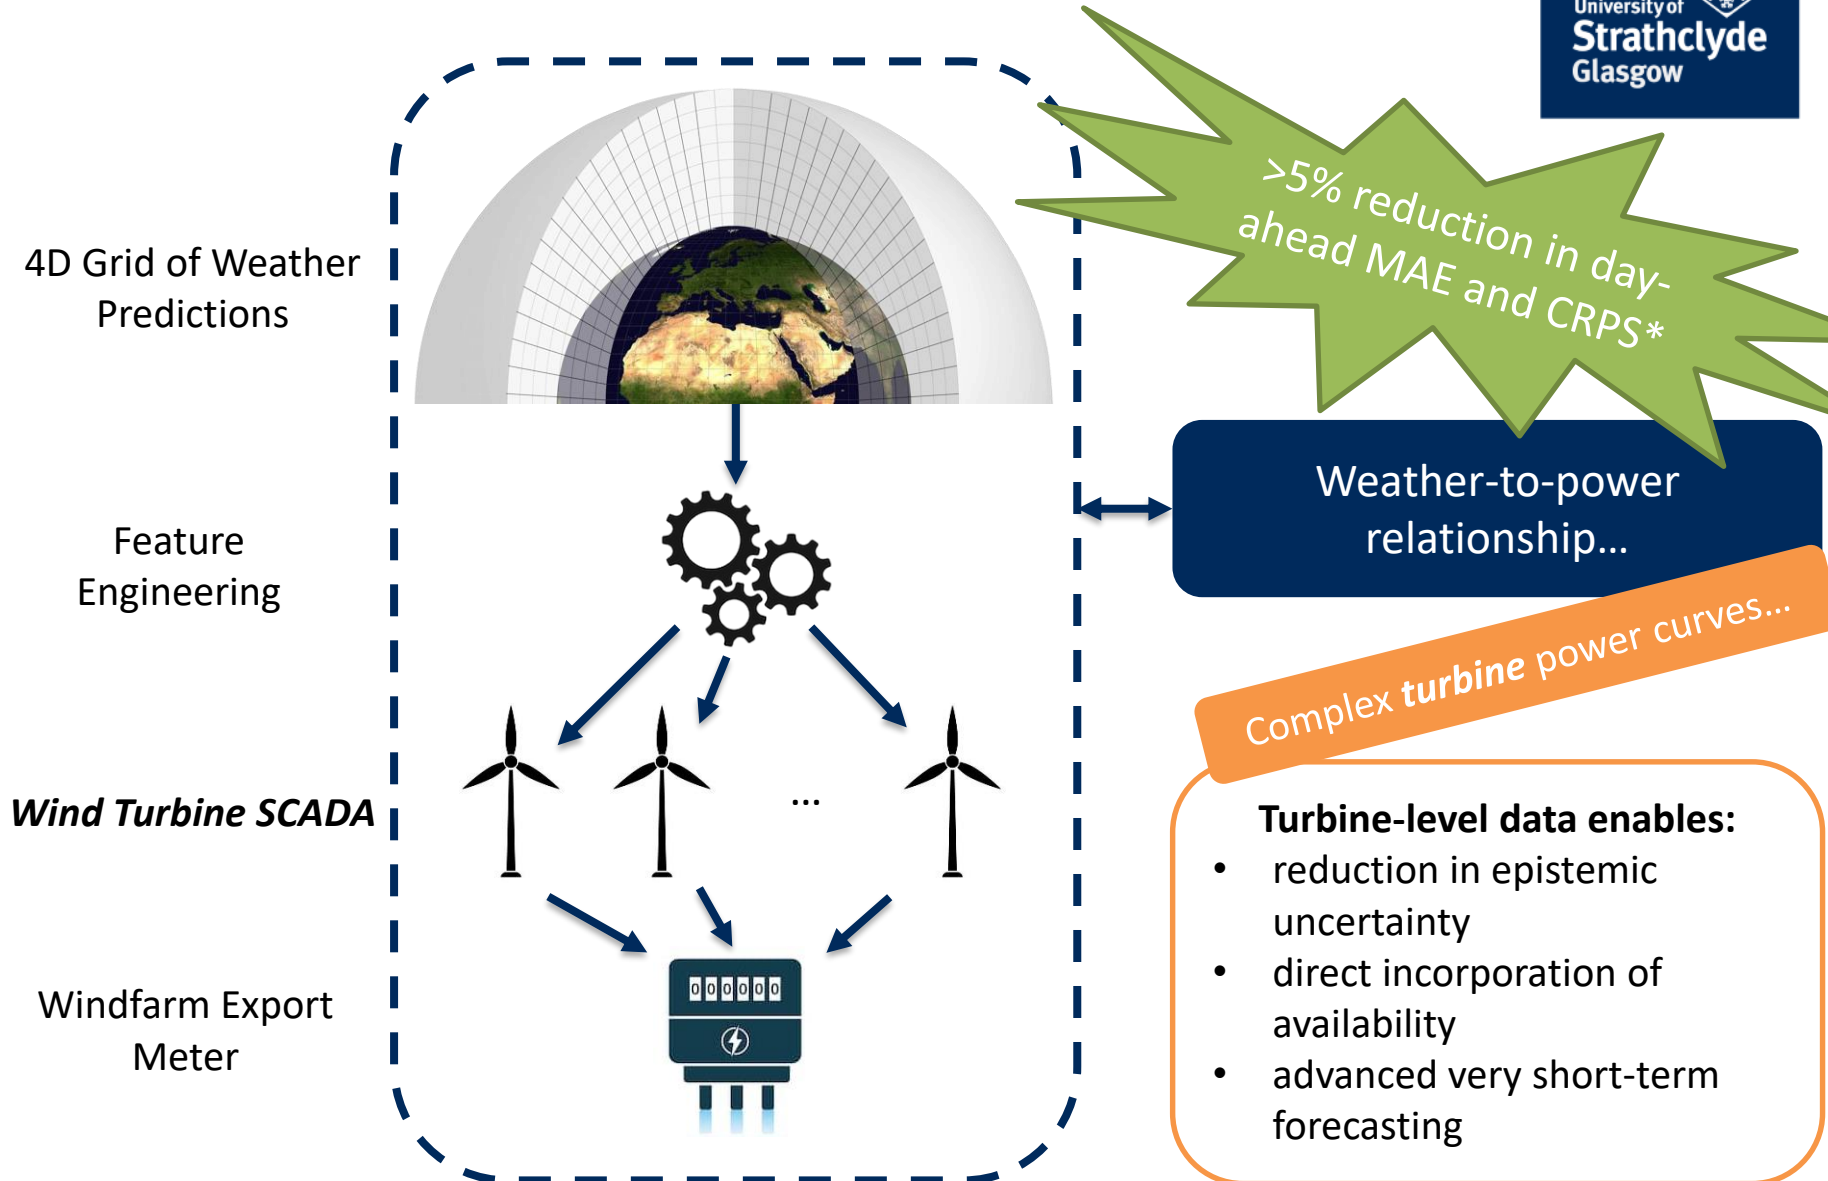 University of
Strathclyde
Glasgow
>5% reduction in day-
ahead MAE and CRPS*
4D Grid of Weather
Predictions
Weather-to-power
relationship...
Feature
Engineering
Complex turbine power curves...
Wind Turbine SCADA
...
Turbine-level data enables:
• reduction in epistemic
uncertainty
• direct incorporation of
availability
• advanced very short-term
forecasting
Windfarm Export
Meter
000000